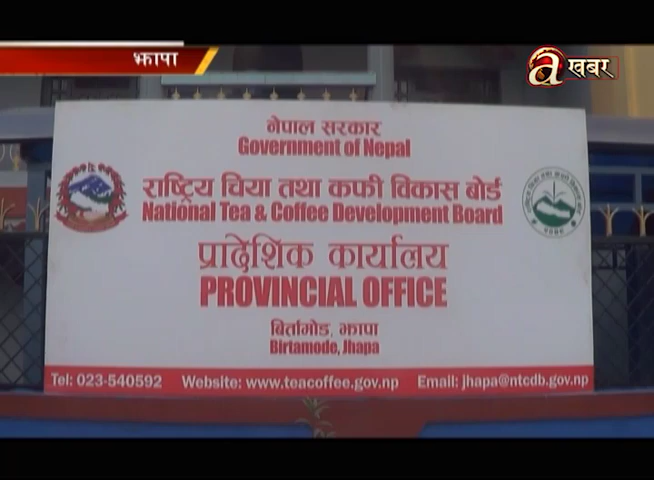 झापा
a खबर
नेपाल सरकार
Government of Nepal
राष्ट्रिय चिया तथा कफी विकास बोर्ड
National Tea & Coffee Development Board
प्रादेशिक कार्यालय
PROVINCIAL OFFICE
बिर्तामोड, झापा
Birtamode, Jhapa
Tel: 023-540592 Website: www.teacoffee.gov.np Email: jhapa@ntcdb.gov.np